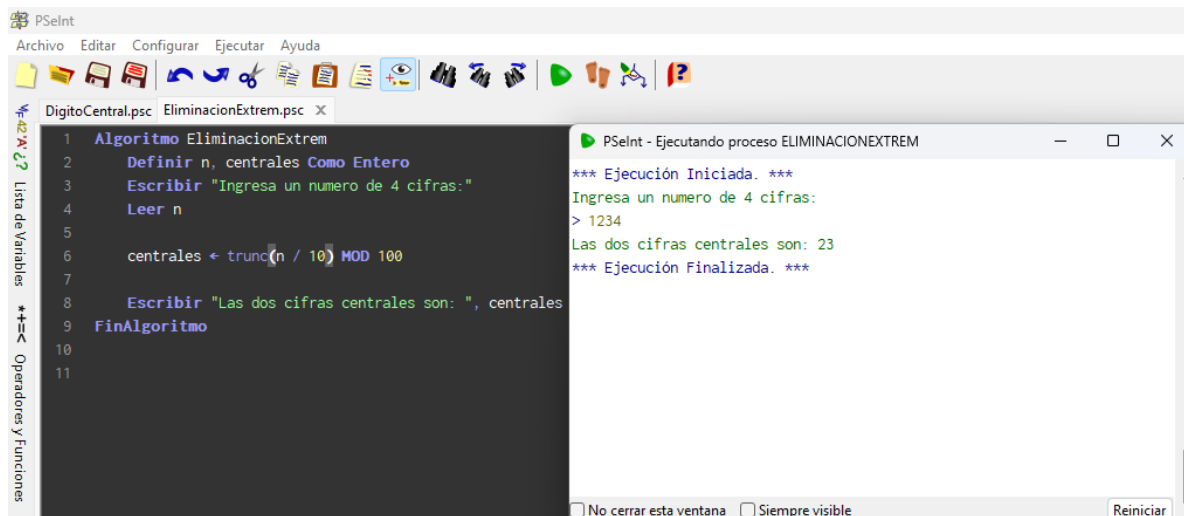 PSeInt
Archivo Editar Configurar Ejecutar Ayuda
DigitoCentral.psc EliminacionExtrem.psc X
42 'A' ¿? Lista de Variables
*+=< Operadores y Funciones
1 Algoritmo EliminacionExtrem
2 Definir n, centrales Como Entero
3 Escribir "Ingresa un numero de 4 cifras:"
4 Leer n
5
6 centrales ← trunc(n / 10) MOD 100
7
8 Escribir "Las dos cifras centrales son: ", centrales
9 FinAlgoritmo
10
11
PSeInt - Ejecutando proceso ELIMINACIONEXTREM
*** Ejecución Iniciada. ***
Ingresa un numero de 4 cifras:
> 1234
Las dos cifras centrales son: 23
*** Ejecución Finalizada. ***
No cerrar esta ventana Siempre visible Reiniciar